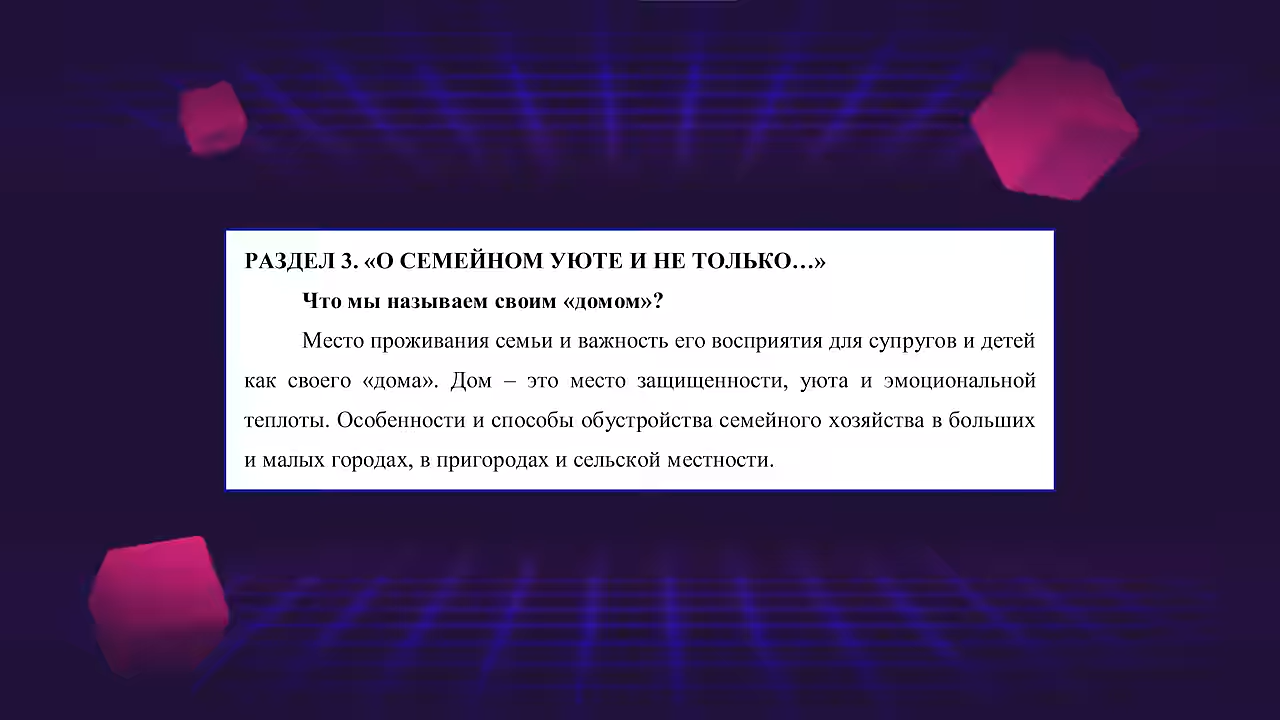 РАЗДЕЛ 3. «О СЕМЕЙНОМ УЮТЕ И НЕ ТОЛЬКО…»
Что мы называем своим «домом»?
Место проживания семьи и важность его восприятия для супругов и детей
как своего «дома». Дом – это место защищенности, уюта и эмоциональной
теплоты. Особенности и способы обустройства семейного хозяйства в больших
и малых городах, в пригородах и сельской местности.